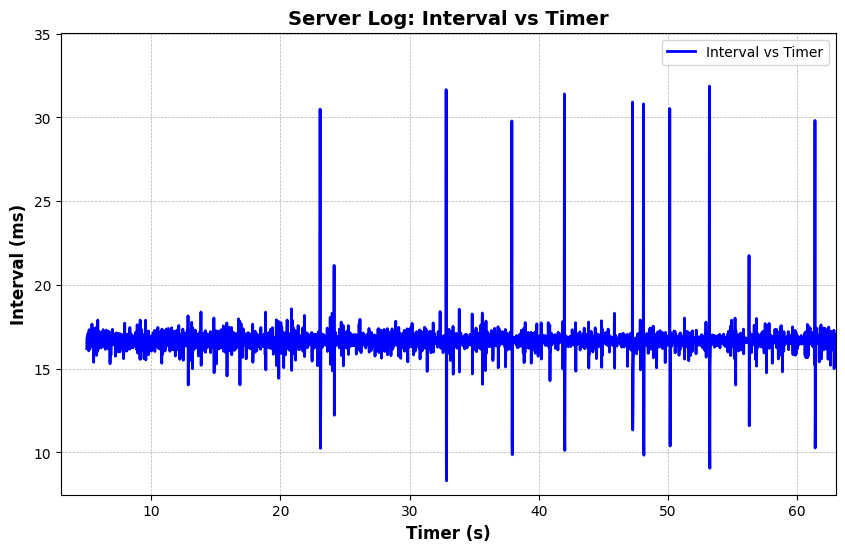 Server Log: Interval vs Timer
Interval vs Timer
35
30
25
20
15
10
Interval (ms)
10 20 30 40 50 60
Timer (s)